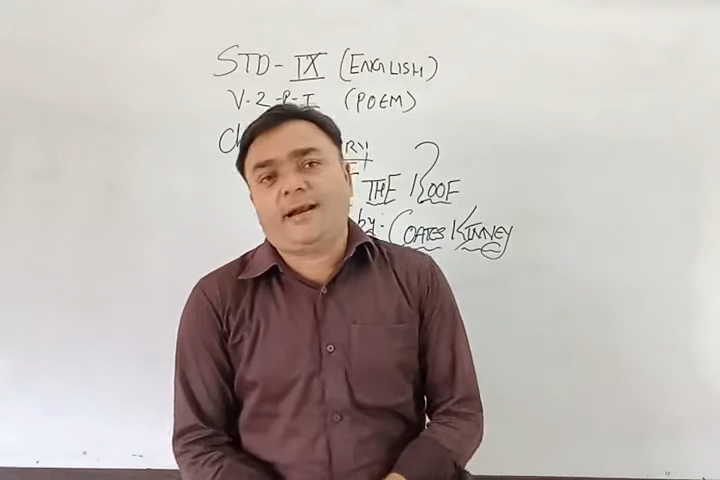 STD- IX (ENGLISH)
V-2-P-I (POEM)
THE ROOF
by:- COATES KINNEY